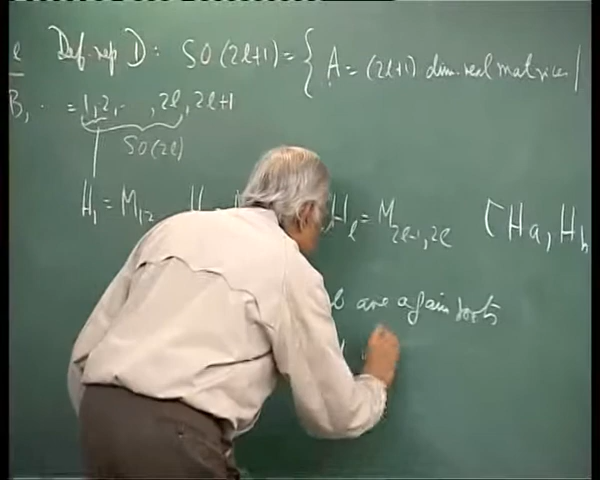 l Def. rep D: SO(2l+1) = { A = (2l+1) dim. real matrices |
B, .. = 1, 2, .. , 2l, 2l+1
SO(2l)
H₁ = M₁₂ H H_l = M_{2l-1, 2l} [H_a, H_b
l are again roots